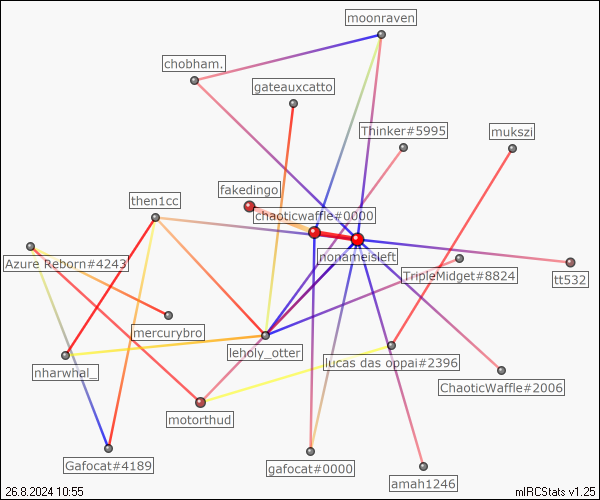 moonraven
chobham.
gateauxcatto
Thinker#5995
mukszi
fakedingo
then1cc
chaoticwaffle#0000
nonameisleft
Azure Reborn#4243
TripleMidget#8824
tt532
mercurybro
leholy_otter
lucas das oppai#2396
nharwhal_
ChaoticWaffle#2006
motorthud
Gafocat#4189
gafocat#0000
amah1246
26.8.2024 10:55
mIRCStats v1.25